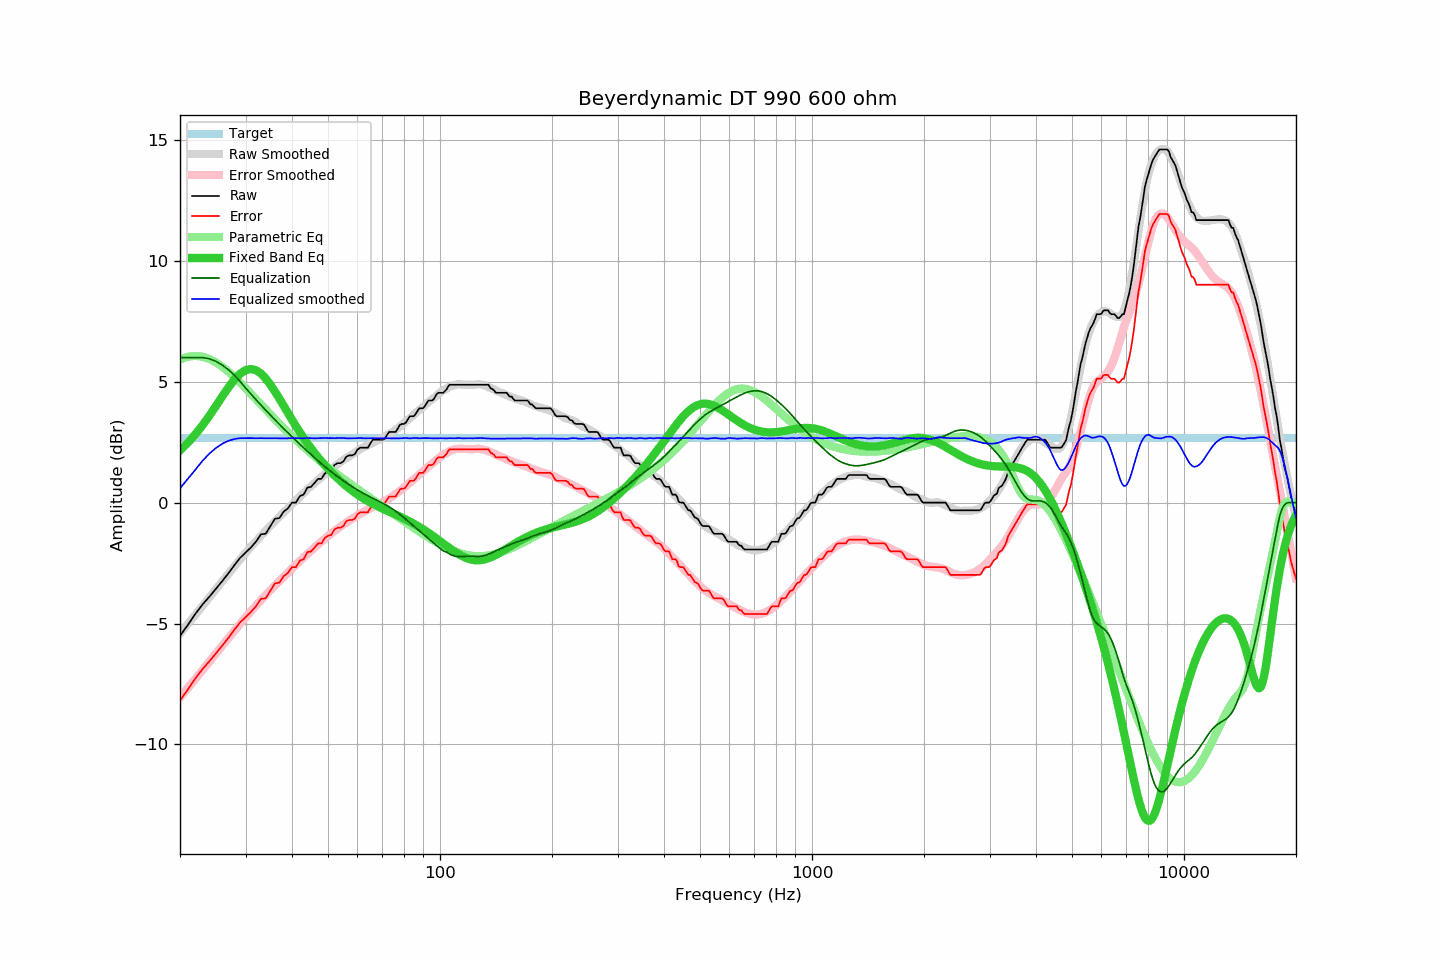 Beyerdynamic DT 990 600 ohm
Target
Raw Smoothed
Error Smoothed
Raw
Error
Parametric Eq
Fixed Band Eq
Equalization
Equalized smoothed
15
10
5
0
−5
−10
Amplitude (dBr)
100
1000
10000
Frequency (Hz)